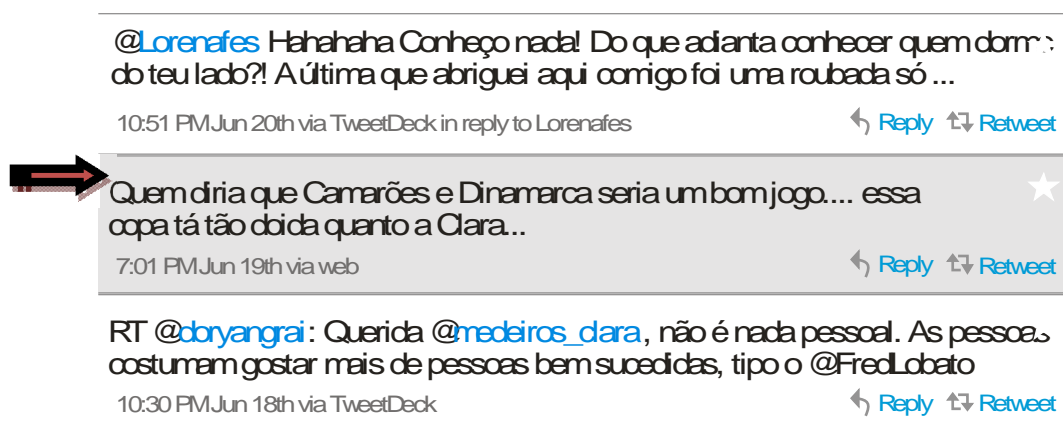 @Lorenafes Hahahaha Conheço nada! Do que adianta conhecer quem dorme
do teu lado?! A última que abriguei aqui comigo foi uma roubada só ...
10:51 PM Jun 20th via TweetDeck in reply to Lorenafes Reply Retweet
Quem diria que Camarões e Dinamarca seria um bom jogo.... essa
copa tá tão doida quanto a Clara...
7:01 PM Jun 19th via web Reply Retweet
RT @doryangrai: Querida @medeiros_clara, não é nada pessoal. As pessoas
costumam gostar mais de pessoas bem sucedidas, tipo o @FredLobato
10:30 PM Jun 18th via TweetDeck Reply Retweet